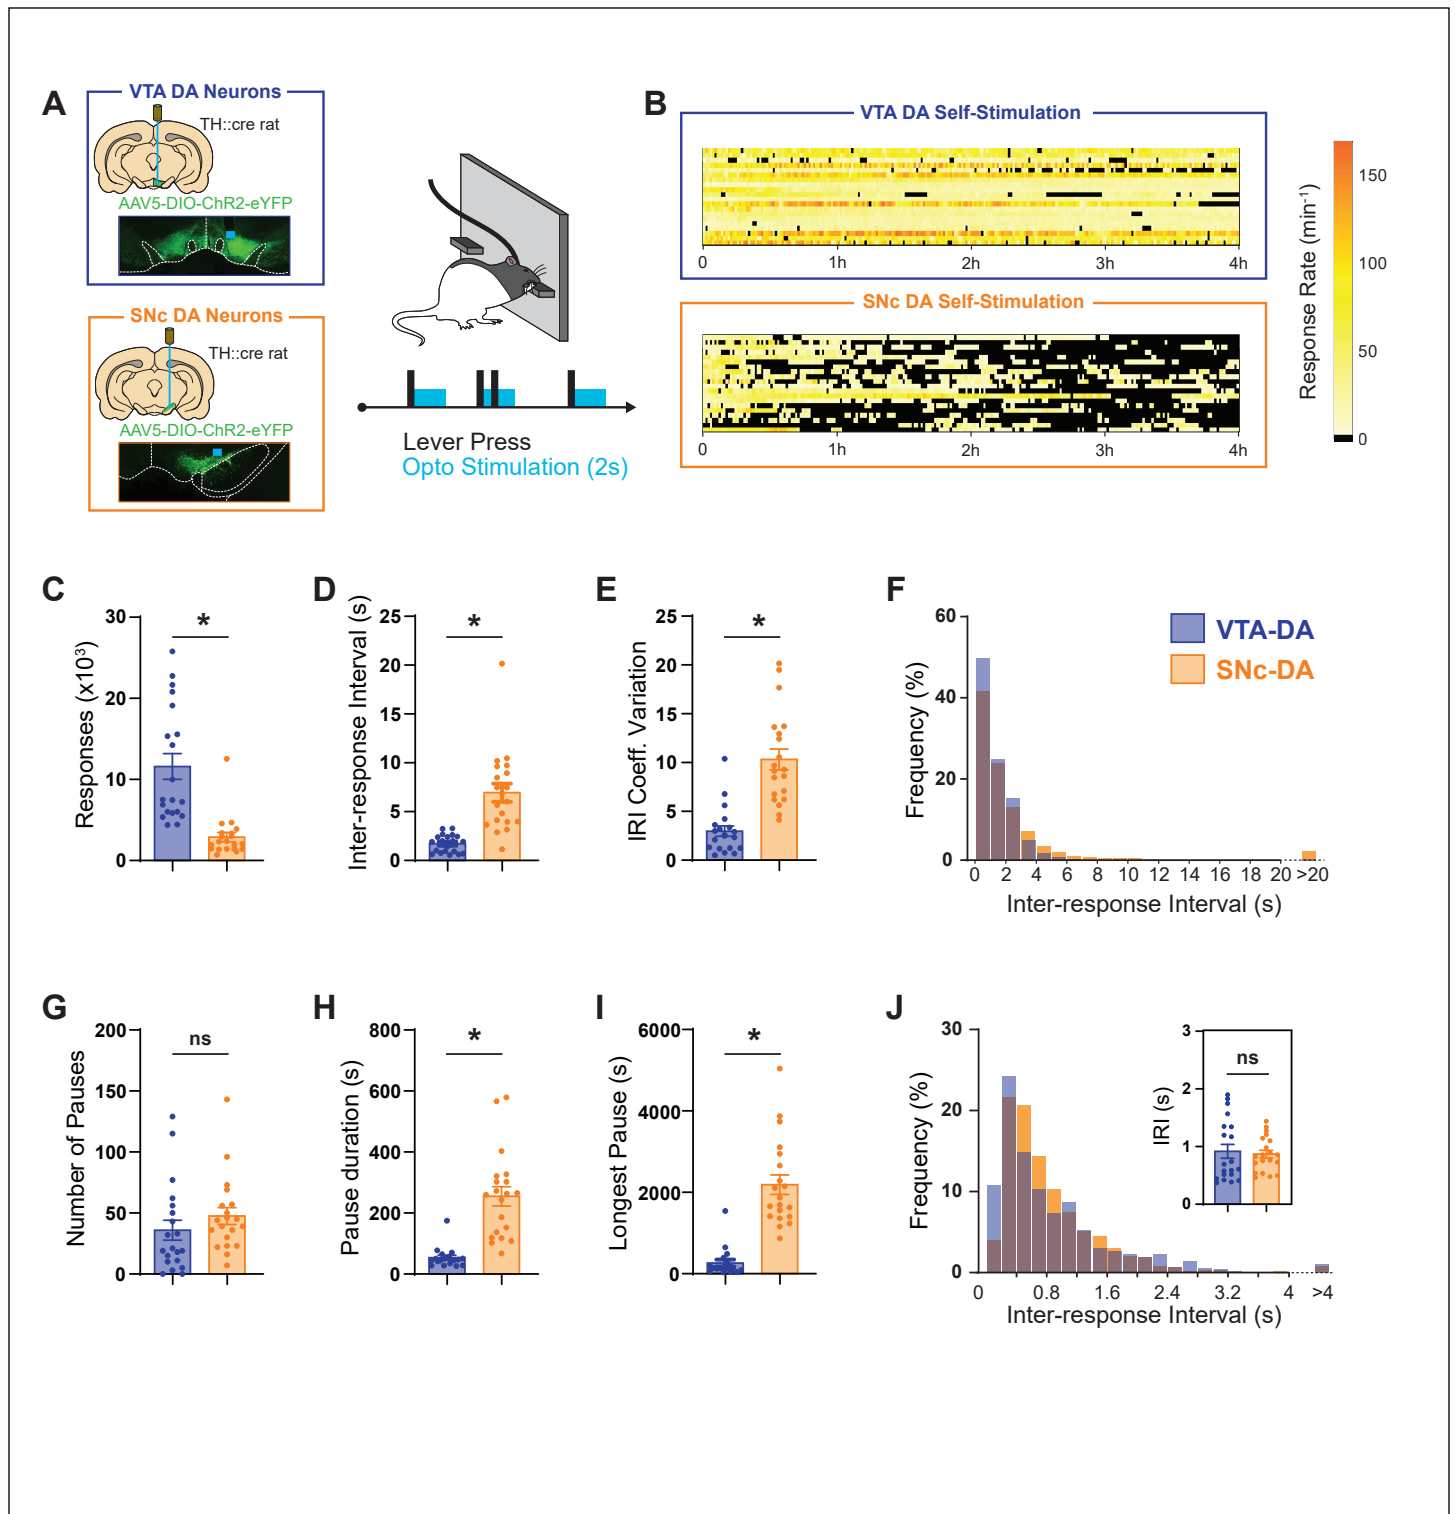 A
VTA DA Neurons
TH::cre rat
AAV5-DIO-ChR2-eYFP
SNc DA Neurons
TH::cre rat
AAV5-DIO-ChR2-eYFP
Lever Press
Opto Stimulation (2s)
B
VTA DA Self-Stimulation
0 1h 2h 3h 4h
SNc DA Self-Stimulation
0 1h 2h 3h 4h
Response Rate (min⁻¹)
150
100
50
0
C
Responses (x10³)
30
20
10
0
*
D
Inter-response Interval (s)
25
20
15
10
5
0
*
E
IRI Coeff. Variation
25
20
15
10
5
0
*
F
Frequency (%)
60
40
20
0
0 2 4 6 8 10 12 14 16 18 20 >20
Inter-response Interval (s)
VTA-DA
SNc-DA
G
Number of Pauses
200
150
100
50
0
ns
H
Pause duration (s)
800
600
400
200
0
*
I
Longest Pause (s)
6000
4000
2000
0
*
J
Frequency (%)
30
20
10
0
0 0.8 1.6 2.4 3.2 4 >4
Inter-response Interval (s)
IRI (s)
3
2
1
0
ns